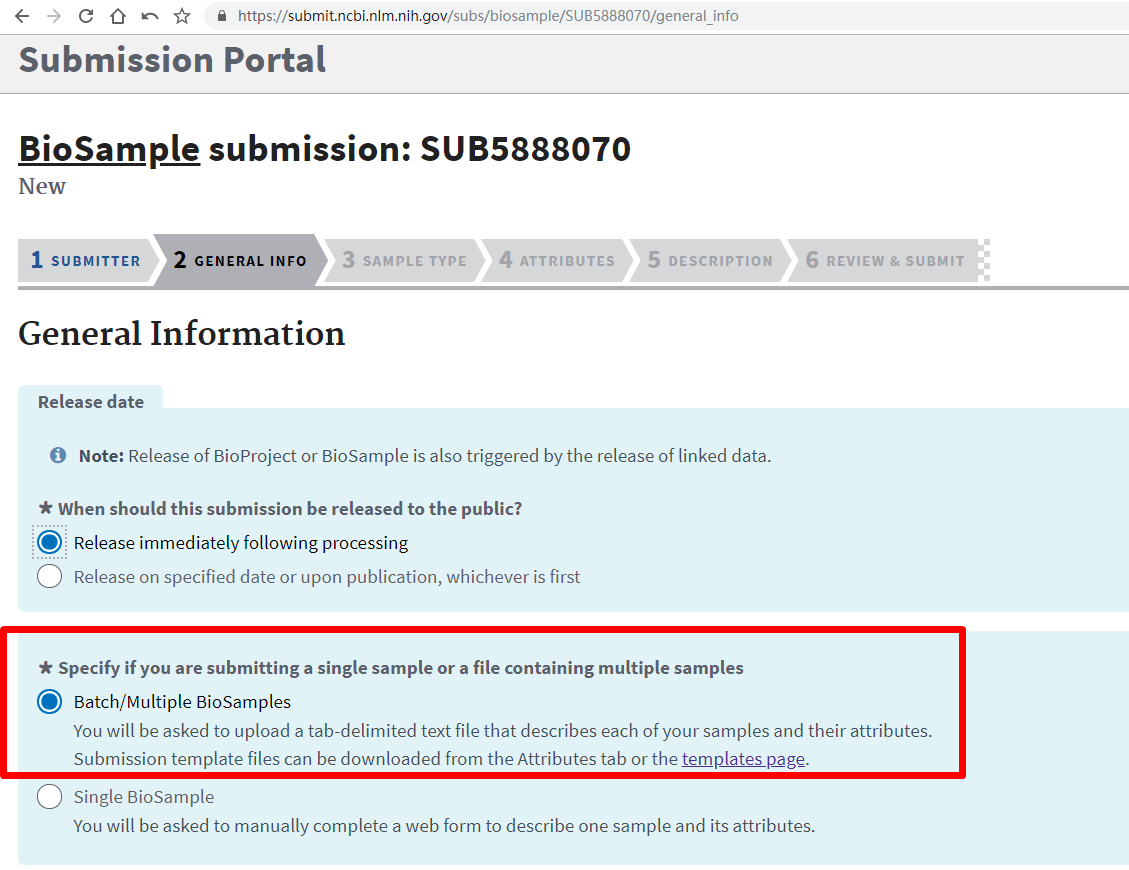 https://submit.ncbi.nlm.nih.gov/subs/biosample/SUB5888070/general_info
Submission Portal
BioSample submission: SUB5888070
New
1 SUBMITTER 2 GENERAL INFO 3 SAMPLE TYPE 4 ATTRIBUTES 5 DESCRIPTION 6 REVIEW & SUBMIT
General Information
Release date
Note: Release of BioProject or BioSample is also triggered by the release of linked data.
* When should this submission be released to the public?
Release immediately following processing
Release on specified date or upon publication, whichever is first
* Specify if you are submitting a single sample or a file containing multiple samples
Batch/Multiple BioSamples
You will be asked to upload a tab-delimited text file that describes each of your samples and their attributes.
Submission template files can be downloaded from the Attributes tab or the templates page.
Single BioSample
You will be asked to manually complete a web form to describe one sample and its attributes.